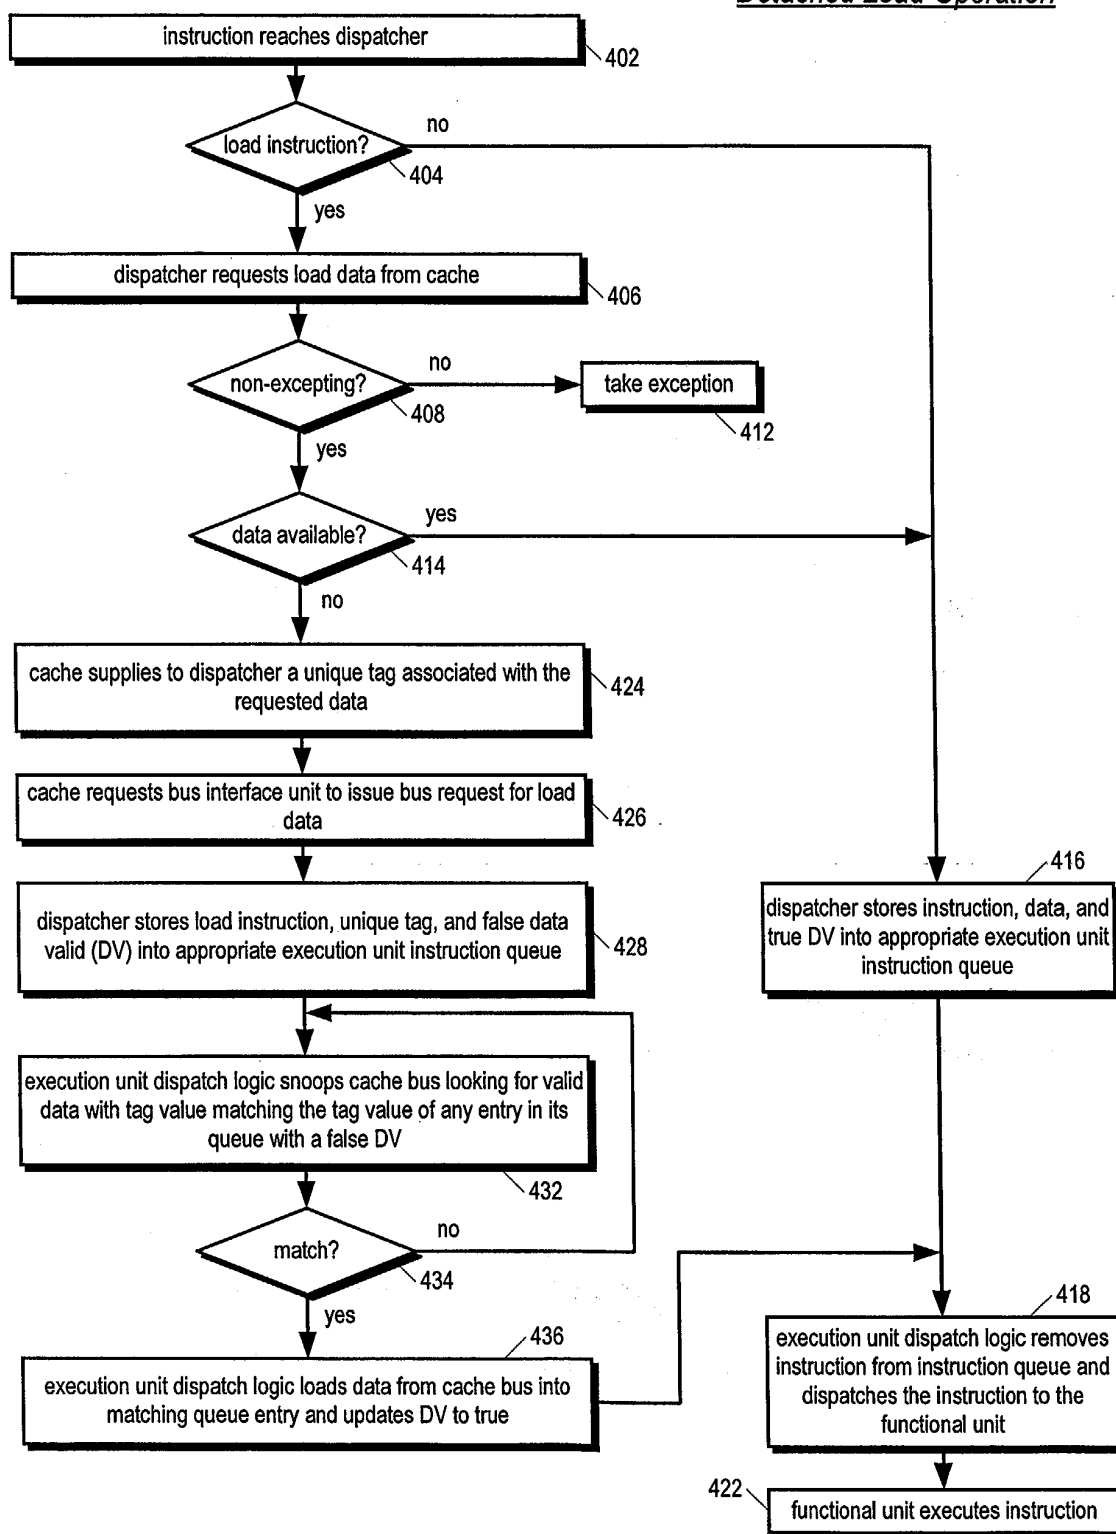 instruction reaches dispatcher
402
load instruction?
no
404
yes
dispatcher requests load data from cache
406
non-excepting?
no
408
take exception
412
yes
data available?
yes
414
no
cache supplies to dispatcher a unique tag associated with the
requested data
424
cache requests bus interface unit to issue bus request for load
data
426
dispatcher stores load instruction, unique tag, and false data
valid (DV) into appropriate execution unit instruction queue
428
416
dispatcher stores instruction, data, and
true DV into appropriate execution unit
instruction queue
execution unit dispatch logic snoops cache bus looking for valid
data with tag value matching the tag value of any entry in its
queue with a false DV
432
match?
no
434
yes
436
execution unit dispatch logic loads data from cache bus into
matching queue entry and updates DV to true
418
execution unit dispatch logic removes
instruction from instruction queue and
dispatches the instruction to the
functional unit
422
functional unit executes instruction